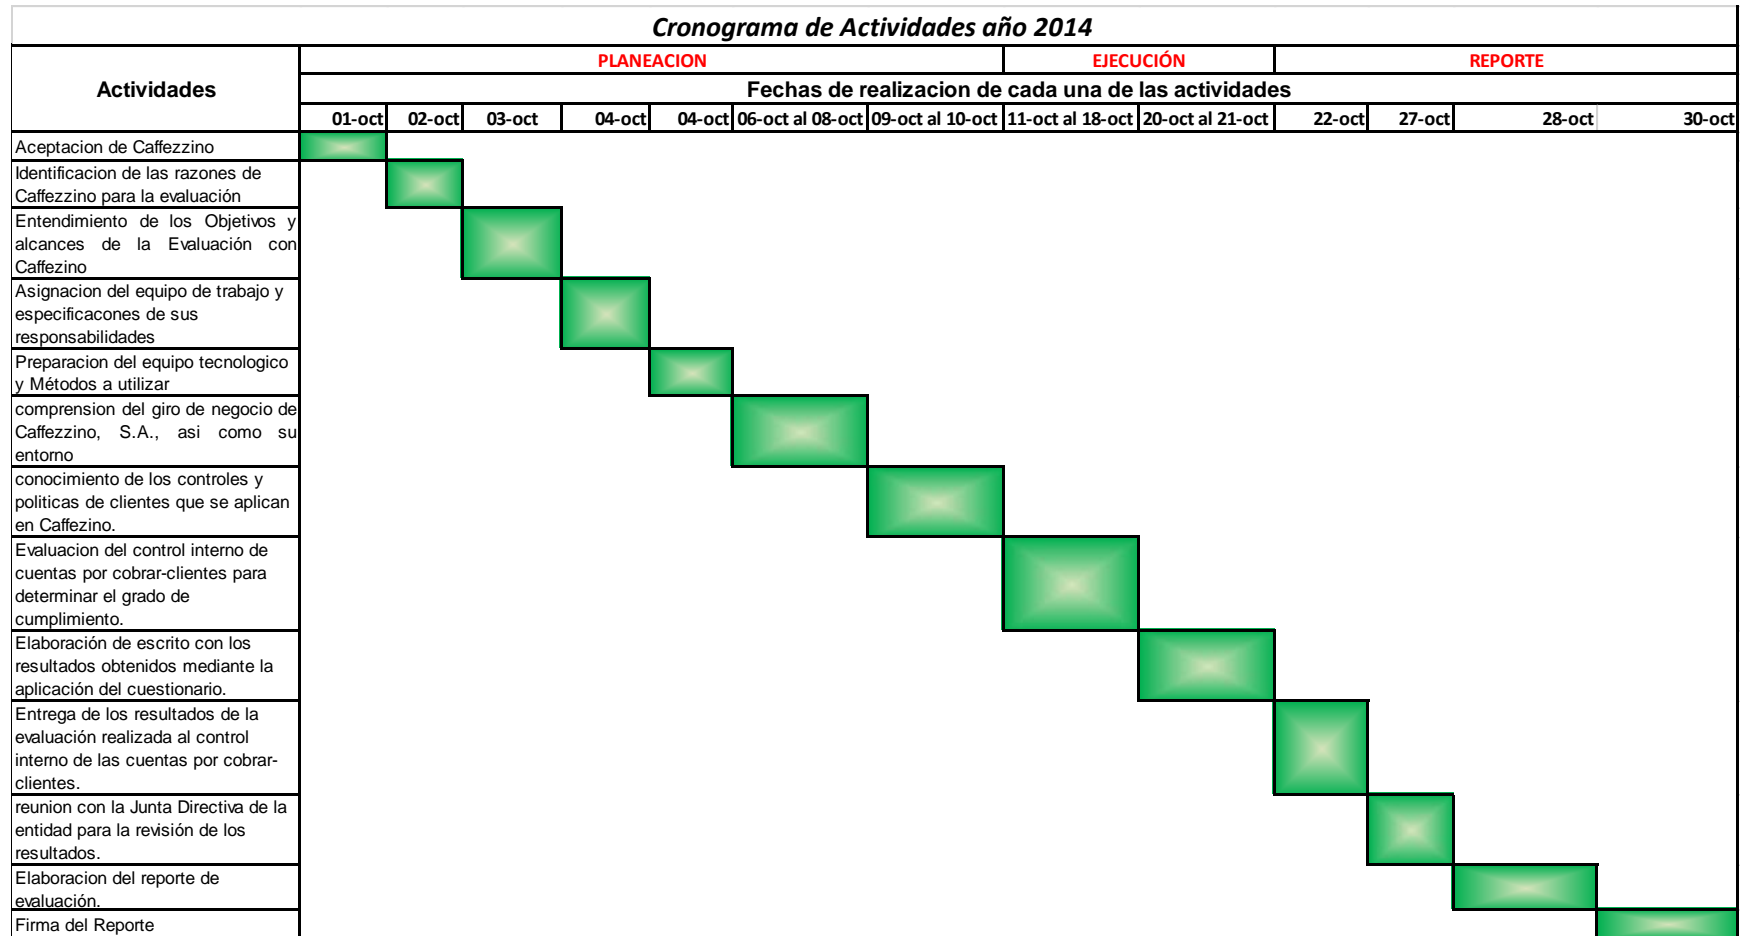 Cronograma de Actividades año 2014
Actividades
PLANEACION EJECUCIÓN REPORTE
Fechas de realizacion de cada una de las actividades
01-oct 02-oct 03-oct 04-oct 04-oct 06-oct al 08-oct 09-oct al 10-oct 11-oct al 18-oct 20-oct al 21-oct 22-oct 27-oct 28-oct 30-oct
Aceptacion de Caffezzino
Identificacion de las razones de
Caffezzino para la evaluación
Entendimiento de los Objetivos y
alcances de la Evaluación con
Caffezino
Asignacion del equipo de trabajo y
especificacones de sus
responsabilidades
Preparacion del equipo tecnologico
y Métodos a utilizar
comprension del giro de negocio de
Caffezzino, S.A., asi como su
entorno
conocimiento de los controles y
politicas de clientes que se aplican
en Caffezino.
Evaluacion del control interno de
cuentas por cobrar-clientes para
determinar el grado de
cumplimiento.
Elaboración de escrito con los
resultados obtenidos mediante la
aplicación del cuestionario.
Entrega de los resultados de la
evaluación realizada al control
interno de las cuentas por cobrar-
clientes.
reunion con la Junta Directiva de la
entidad para la revisión de los
resultados.
Elaboracion del reporte de
evaluación.
Firma del Reporte